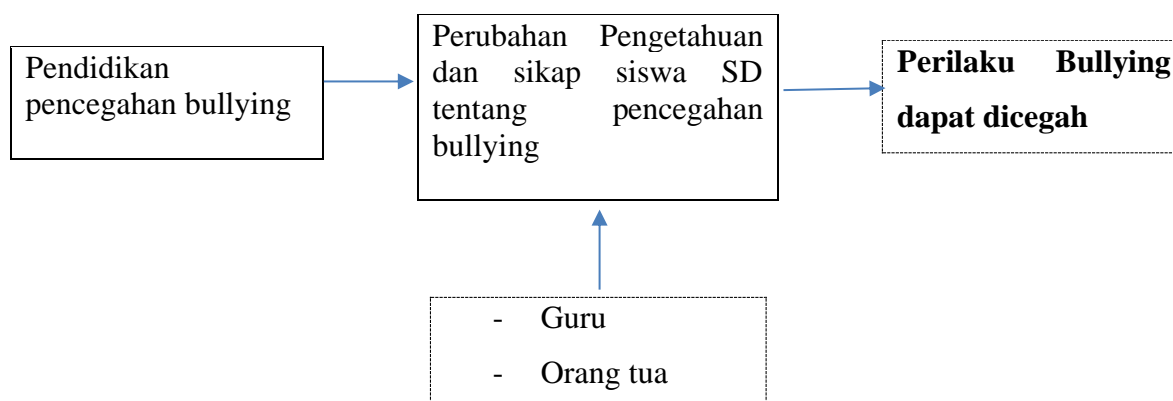 Pendidikan
pencegahan bullying
Perubahan Pengetahuan
dan sikap siswa SD
tentang pencegahan
bullying
Perilaku Bullying
dapat dicegah
- Guru
- Orang tua